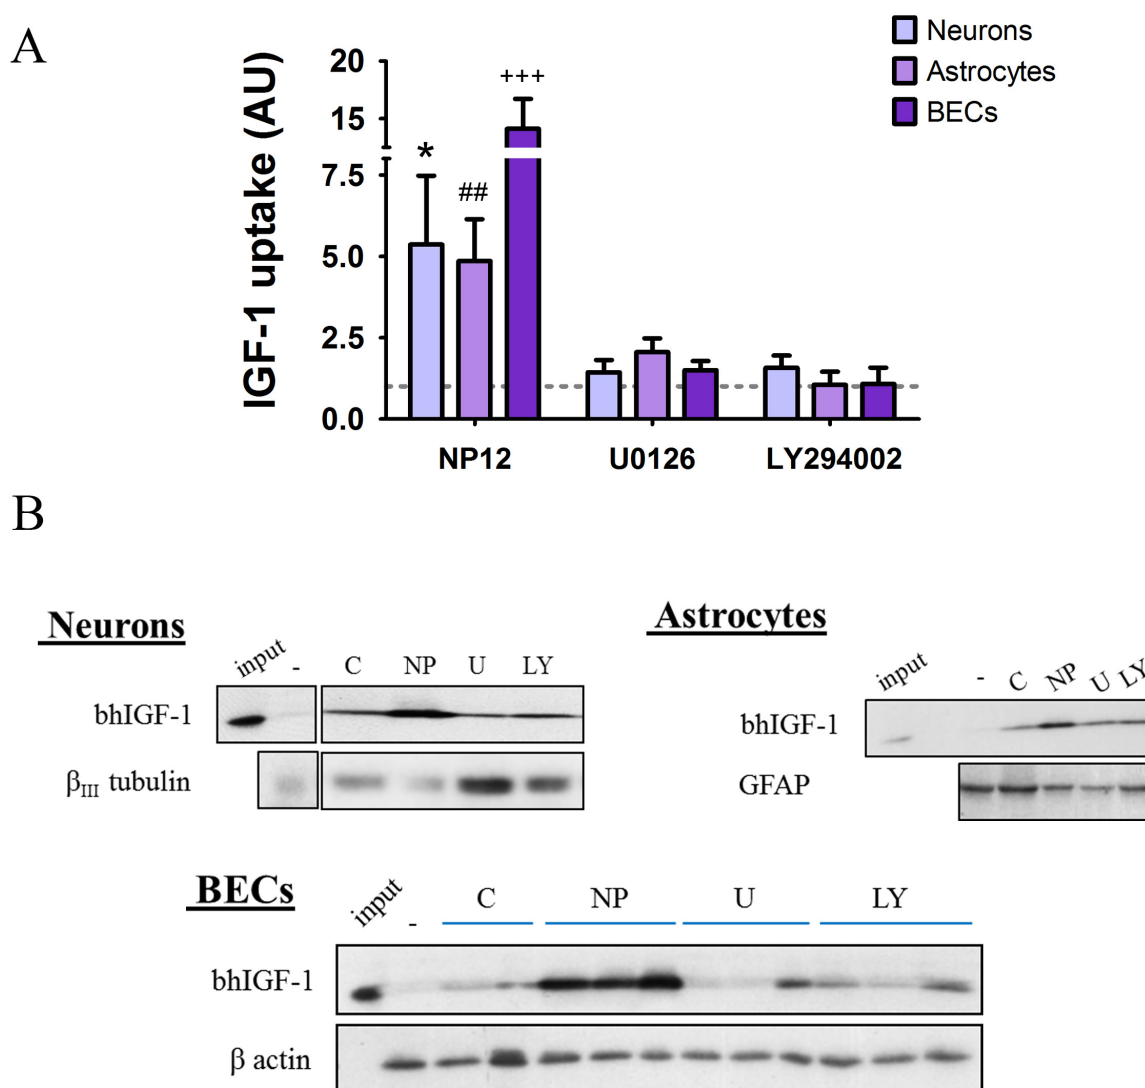 A
Neurons
Astrocytes
BECs
IGF-1 uptake (AU)
20
15
7.5
5.0
2.5
0.0
*
##
+++
NP12
U0126
LY294002
B
Neurons
input - C NP U LY
bhIGF-1
βIII tubulin
Astrocytes
input - C NP U LY
bhIGF-1
GFAP
BECs
input - C NP U LY
bhIGF-1
β actin